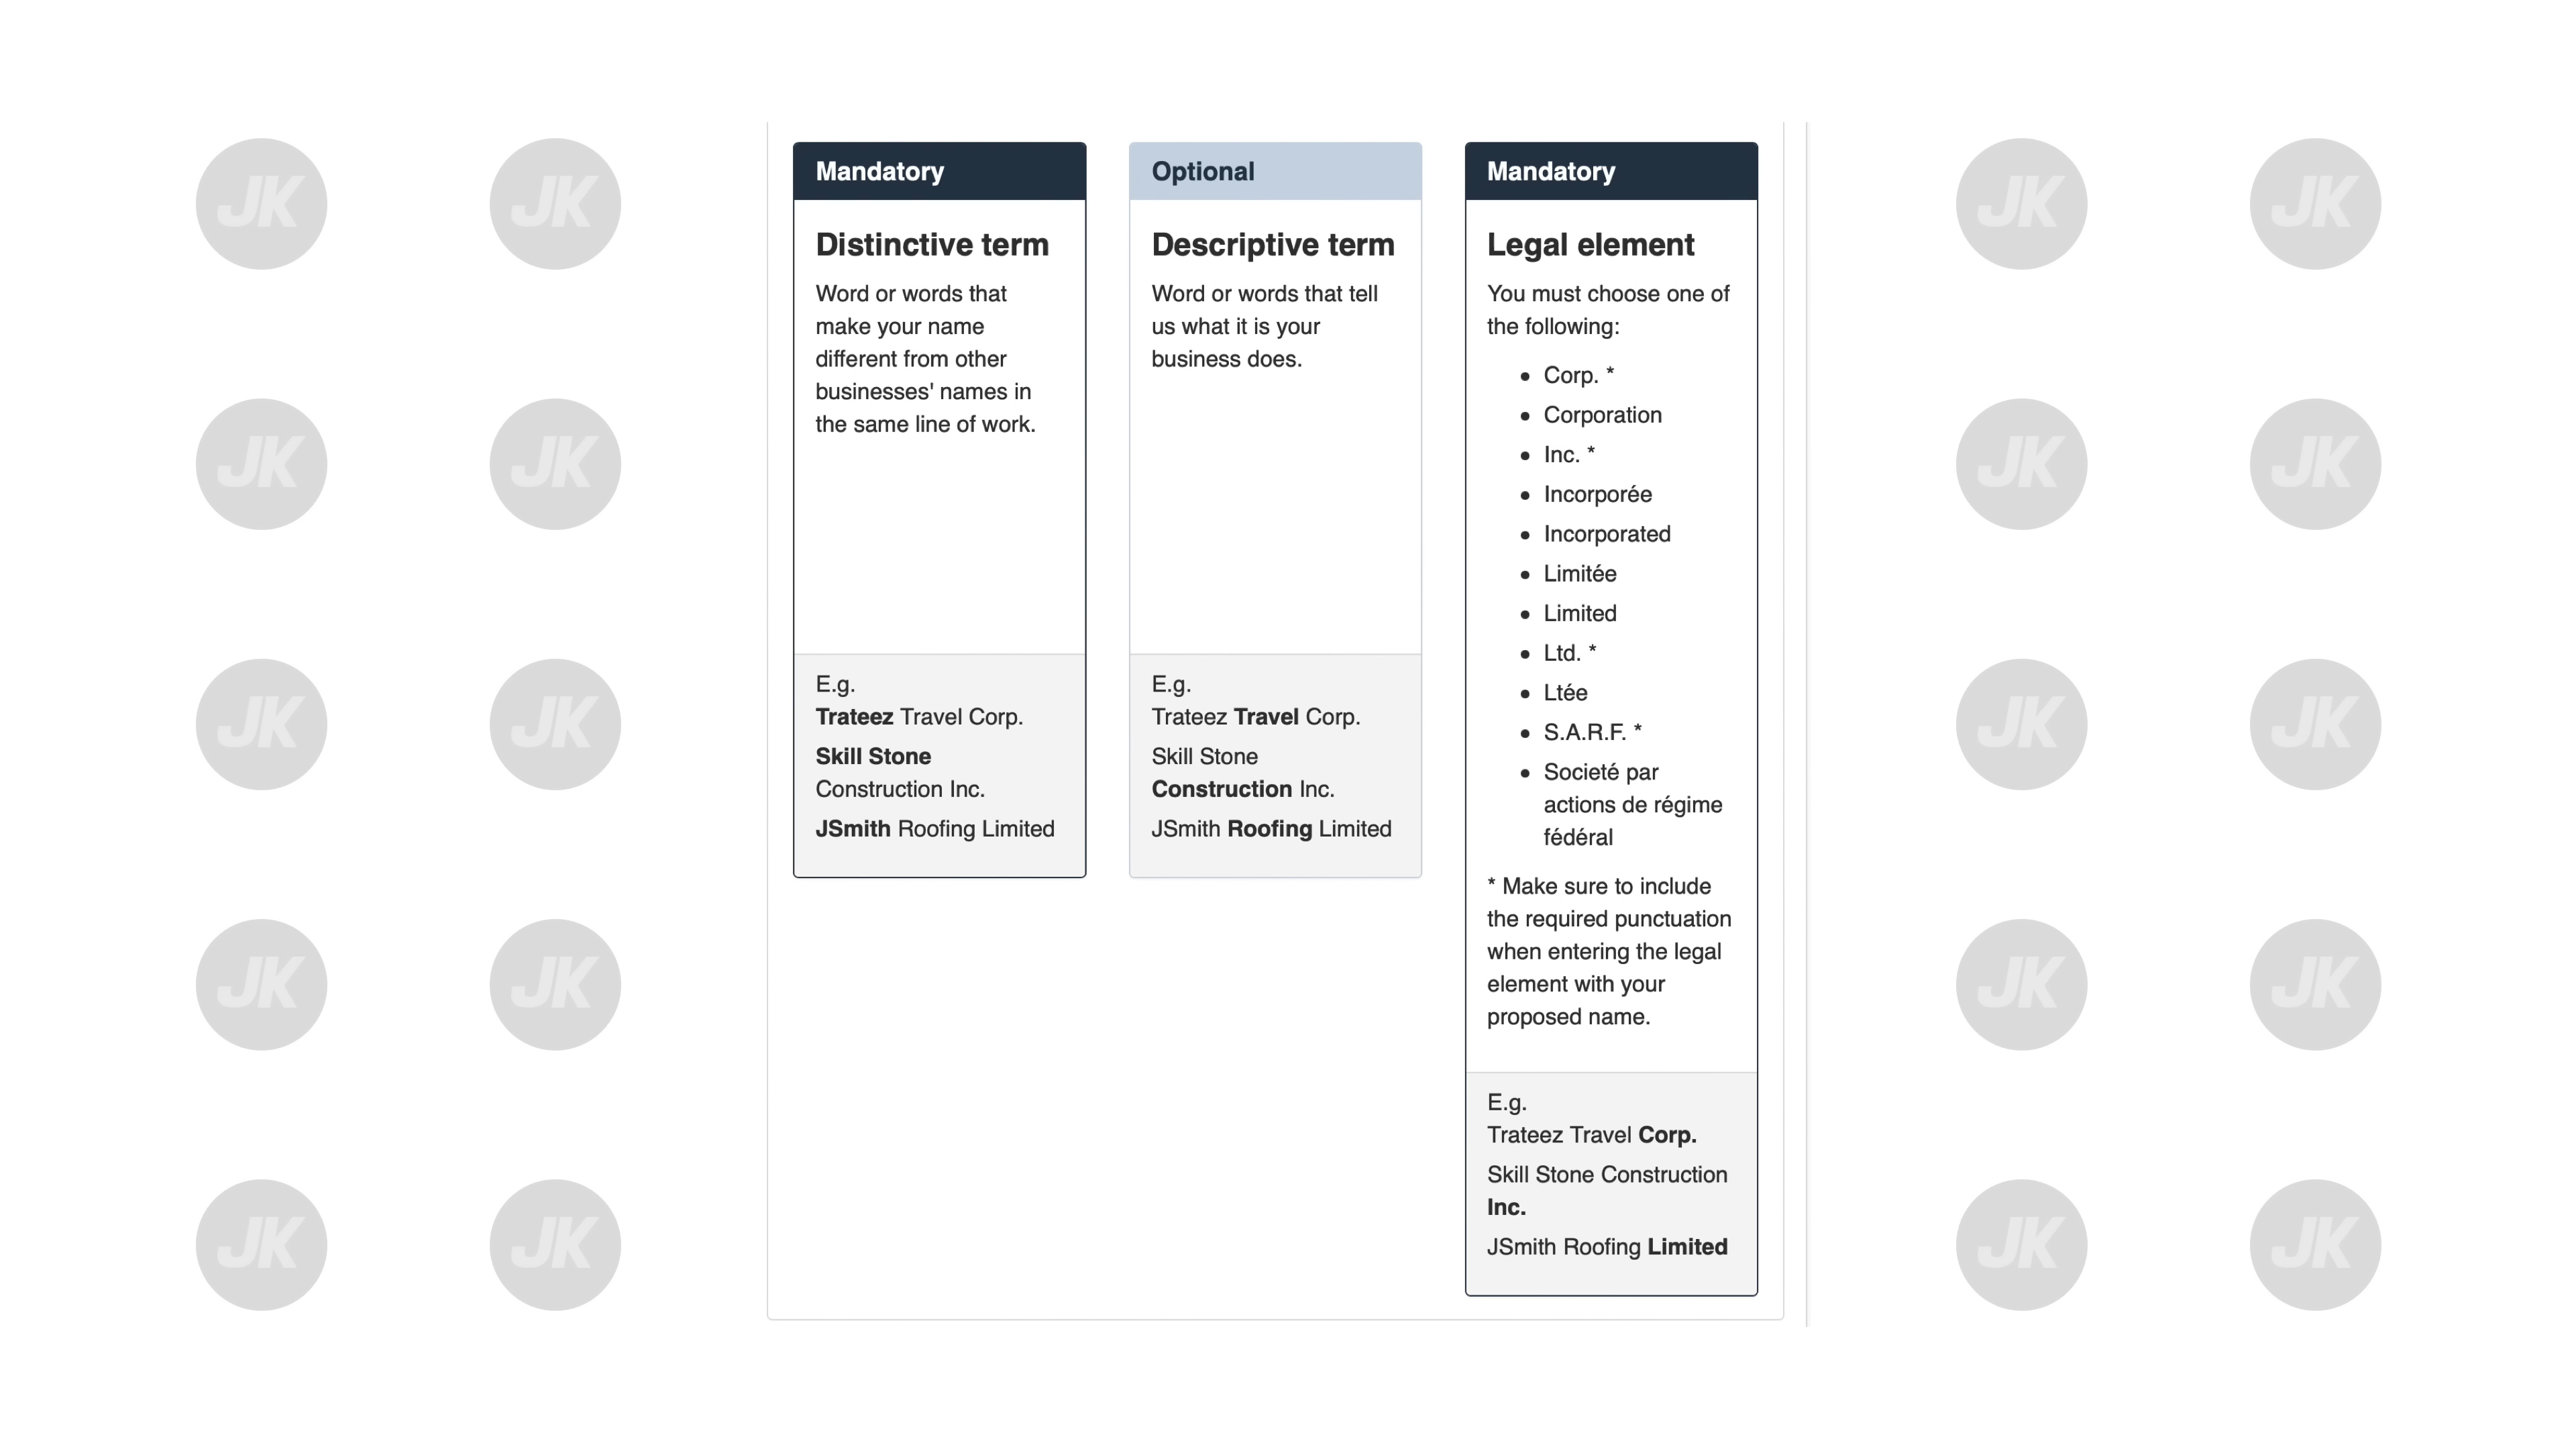 Mandatory
Distinctive term
Word or words that
make your name
different from other
businesses' names in
the same line of work.
E.g.
Trateez Travel Corp.
Skill Stone
Construction Inc.
JSmith Roofing Limited
Optional
Descriptive term
Word or words that tell
us what it is your
business does.
E.g.
Trateez Travel Corp.
Skill Stone
Construction Inc.
JSmith Roofing Limited
Mandatory
Legal element
You must choose one of
the following:
• Corp. *
• Corporation
• Inc. *
• Incorporée
• Incorporated
• Limitée
• Limited
• Ltd. *
• Ltée
• S.A.R.F. *
• Societé par
actions de régime
fédéral
* Make sure to include
the required punctuation
when entering the legal
element with your
proposed name.
E.g.
Trateez Travel Corp.
Skill Stone Construction
Inc.
JSmith Roofing Limited
JK JK JK JK
JK JK JK JK
JK JK JK JK
JK JK JK JK
JK JK JK JK